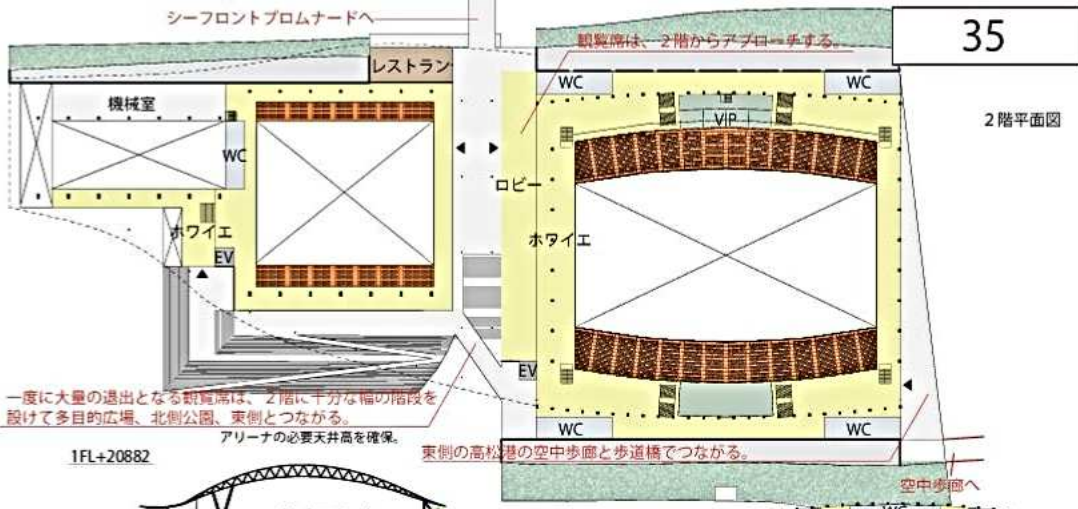 シーフロントプロムナードへ
観覧席は、２階からアプローチする。
35
レストラン
WC
WC
機械室
VIP
２階平面図
WC
ロビー
ホワイエ
ホワイエ
EV
EV
一度に大量の退出となる観覧席は、２階に十分な幅の階段を
設けて多目的広場、北側公園、東側とつながる。
アリーナの必要天井高を確保。
WC
WC
1FL+20882
東側の高松港の空中歩廊と歩道橋でつながる。
空中歩廊へ
WC